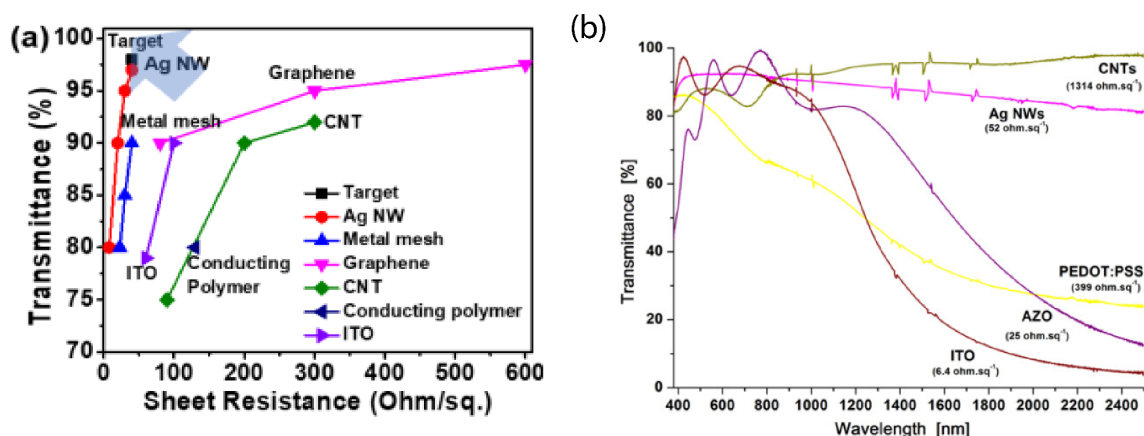 (a)
100
95
90
85
80
75
70
Transmittance (%)
Target
Ag NW
Graphene
Metal mesh
CNT
ITO
Conducting
Polymer
Target
Ag NW
Metal mesh
Graphene
CNT
Conducting polymer
ITO
0 100 200 300 400 500 600
Sheet Resistance (Ohm/sq.)
(b)
100
80
60
40
20
0
Transmittance [%]
CNTs
(1314 ohm.sq⁻¹)
Ag NWs
(52 ohm.sq⁻¹)
PEDOT:PSS
(399 ohm.sq⁻¹)
AZO
(25 ohm.sq⁻¹)
ITO
(6.4 ohm.sq⁻¹)
400 600 800 1000 1200 1400 1600 1800 2000 2200 2400
Wavelength [nm]